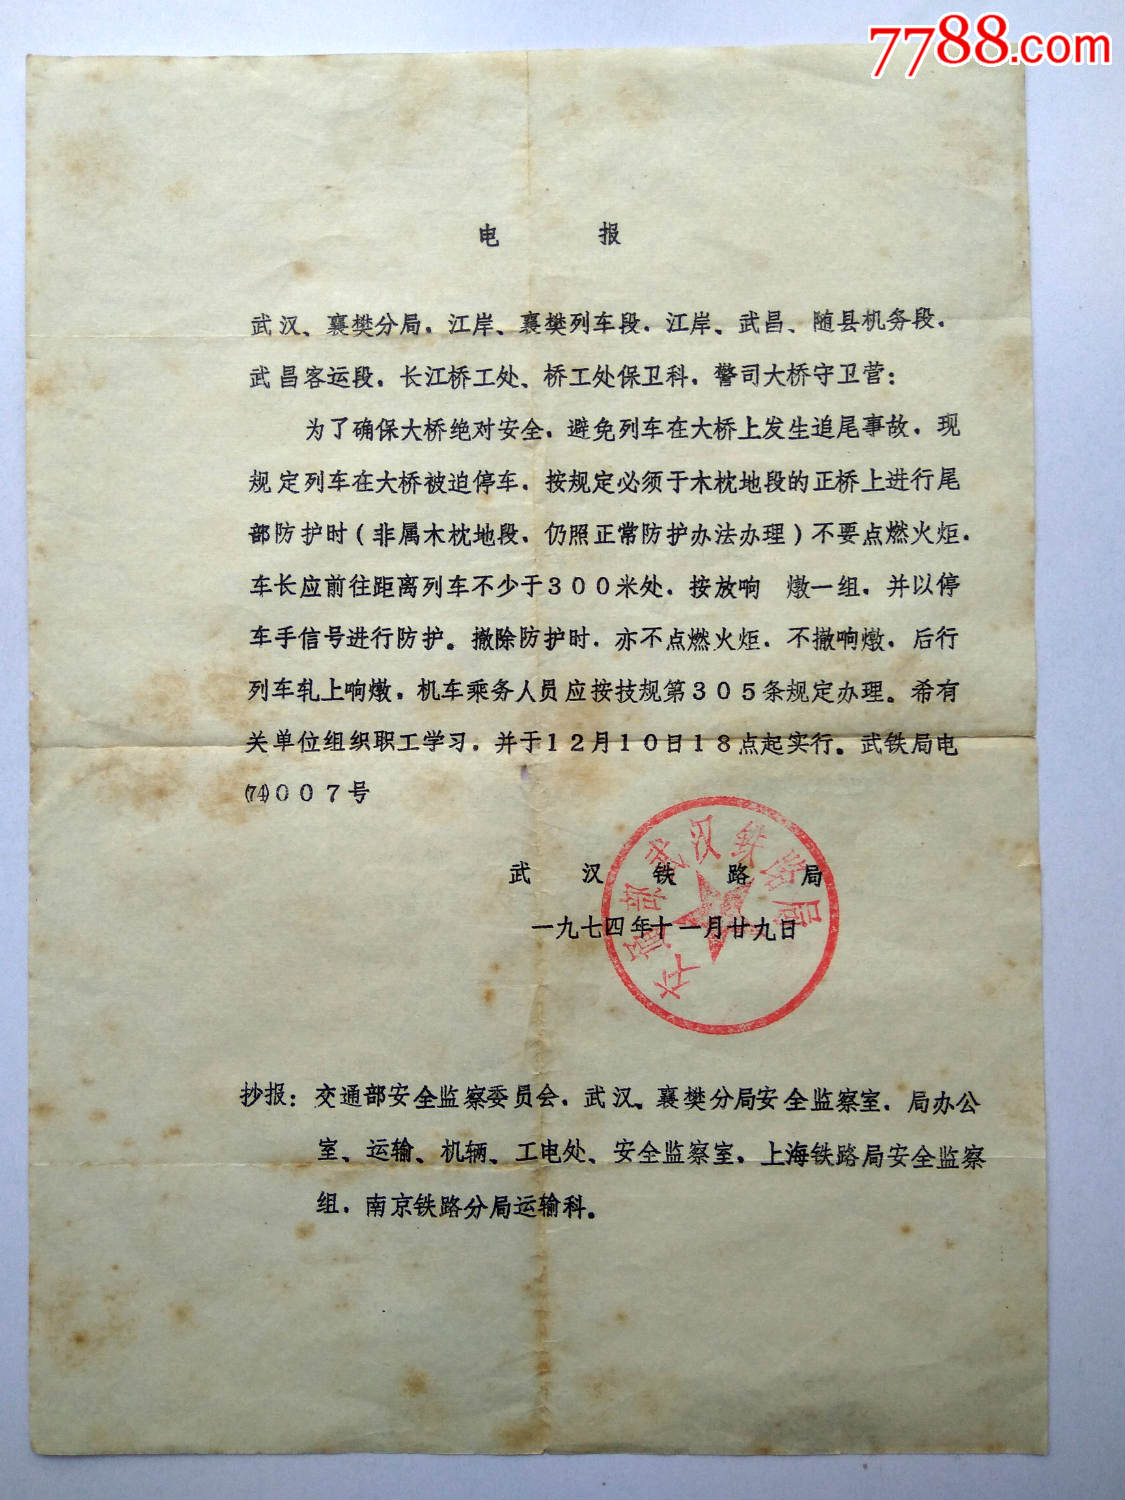 7788.com
电 报
武汉、襄樊分局，江岸、襄樊列车段，江岸、武昌、随县机务段，
武昌客运段，长江桥工处、桥工处保卫科，警司大桥守卫营：
为了确保大桥绝对安全，避免列车在大桥上发生追尾事故，现
规定列车在大桥被迫停车，按规定必须于木枕地段的正桥上进行尾
部防护时（非属木枕地段，仍照正常防护办法办理）不要点燃火炬，
车长应前往距离列车不少于300米处，按放响 燉一组，并以停
车手信号进行防护。撤除防护时，亦不点燃火炬，不撤响燉，后行
列车轧上响燉，机车乘务人员应按技规第305条规定办理。希有
关单位组织职工学习，并于12月10日18点起实行。武铁局电
(74)007号
武汉铁路局
一九七四年十一月廿九日
交通部武汉铁路局
抄报：交通部安全监察委员会，武汉、襄樊分局安全监察室，局办公
室、运输、机辆、工电处、安全监察室，上海铁路局安全监察
组，南京铁路分局运输科。